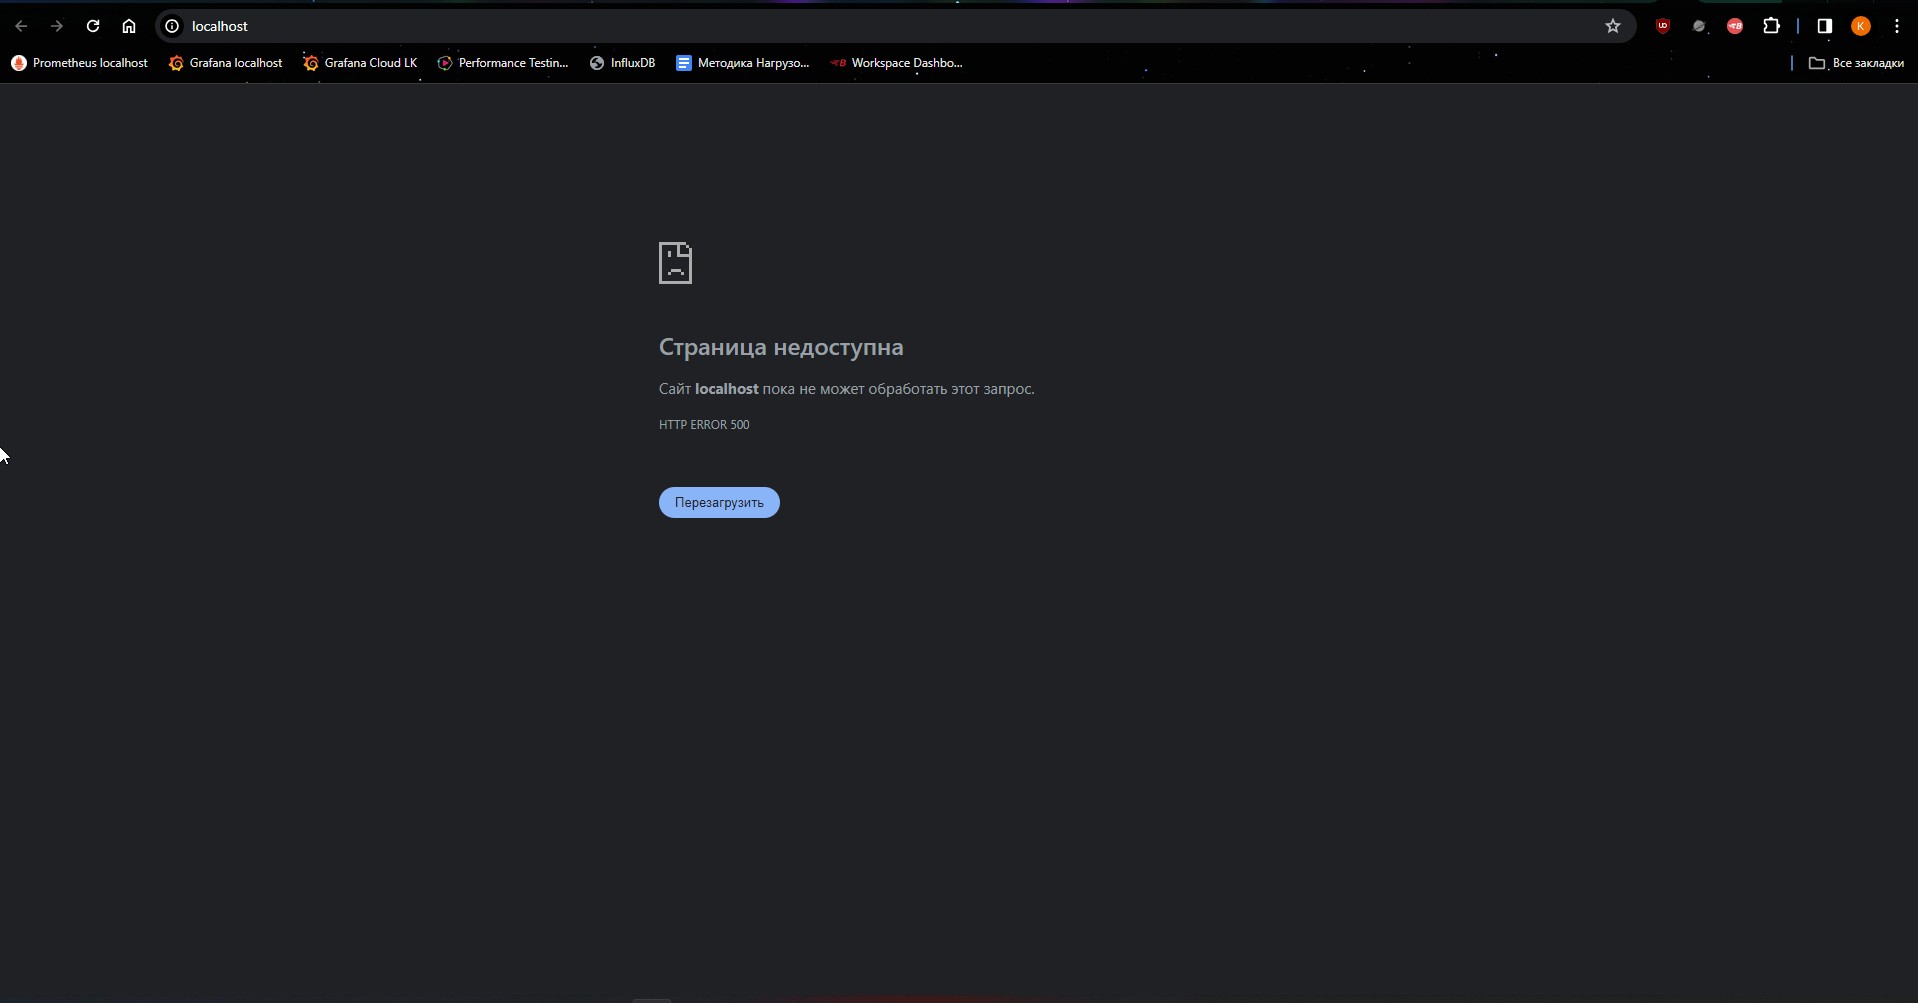 localhost
Prometheus localhost
Grafana localhost
Grafana Cloud LK
Performance Testin...
InfluxDB
Методика Нагрузо...
Workspace Dashbo...
Все закладки
Страница недоступна
Сайт localhost пока не может обработать этот запрос.
HTTP ERROR 500
Перезагрузить
K